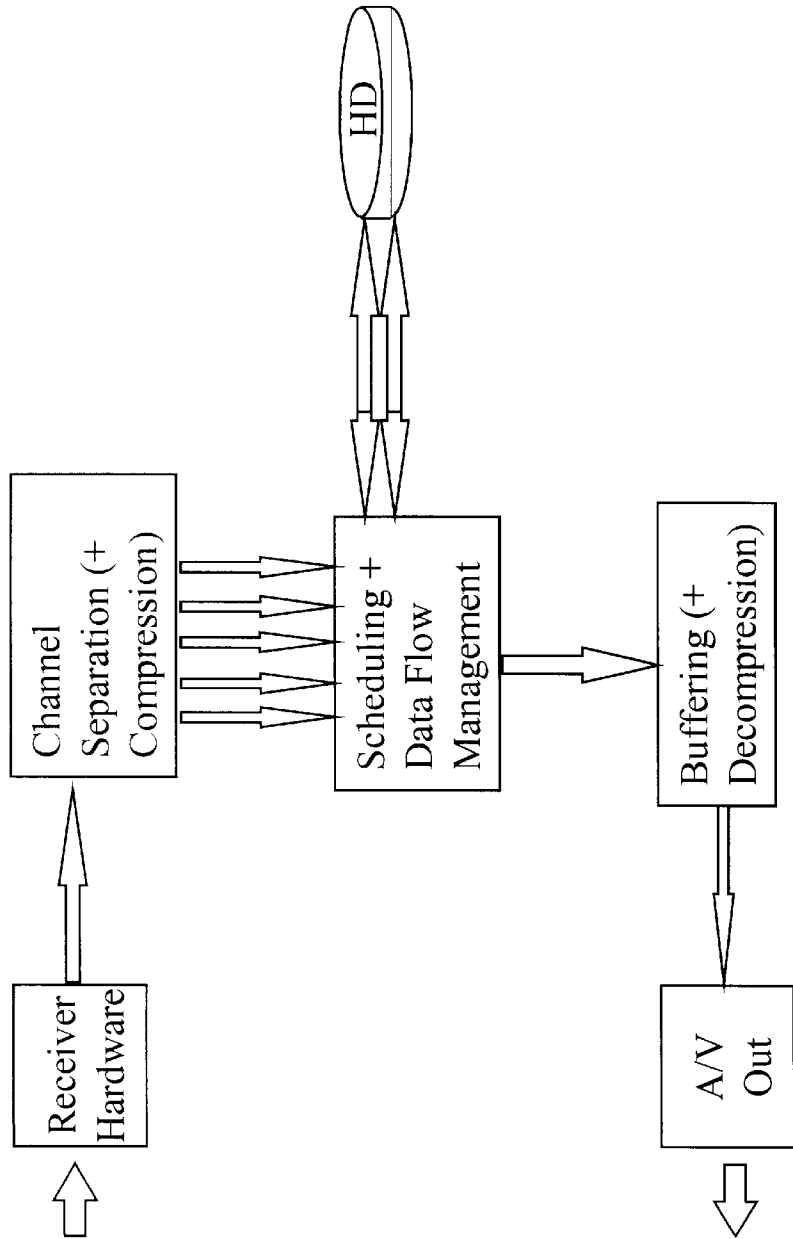 Receiver
Hardware
Channel
Separation (+
Compression)
Scheduling +
Data Flow
Management
HD
Buffering (+
Decompression)
A/V
Out